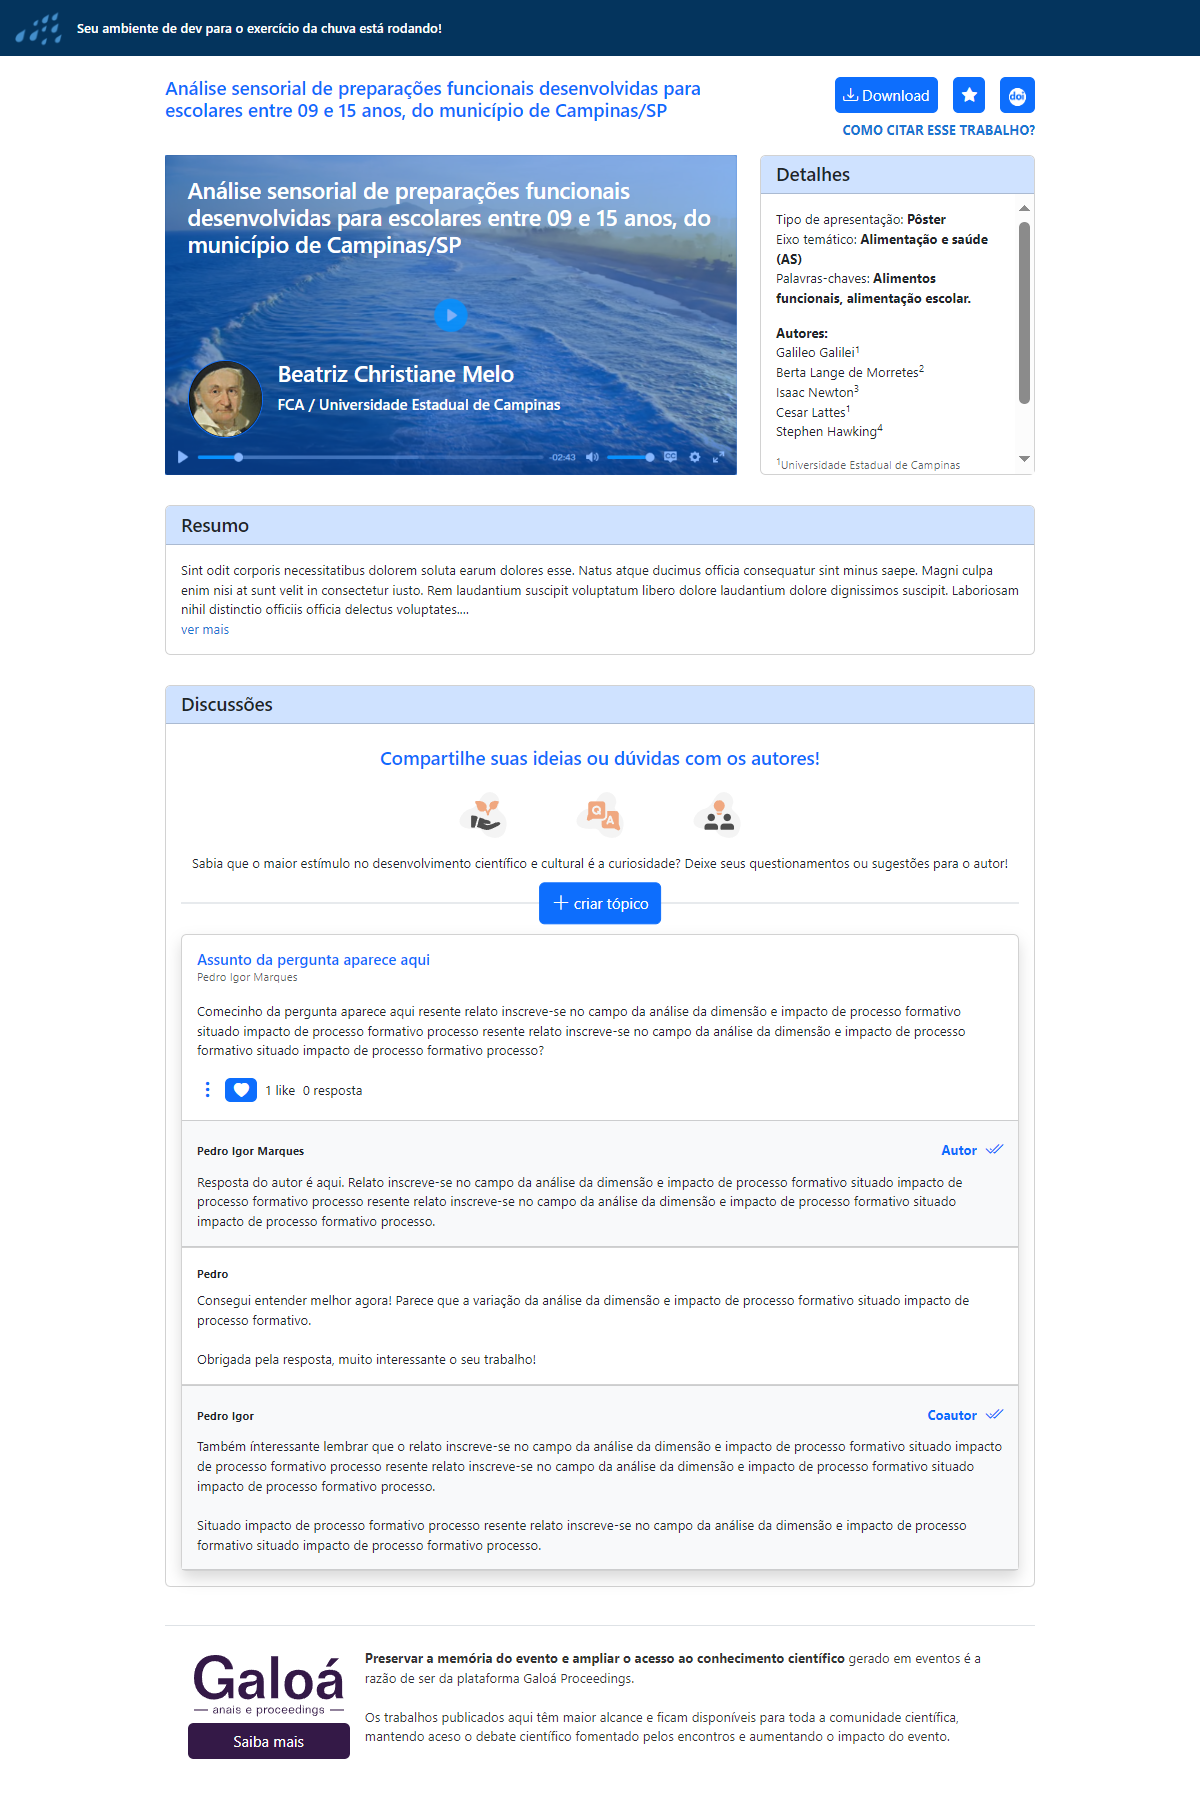 Seu ambiente de dev para o exercício da chuva está rodando!
Análise sensorial de preparações funcionais desenvolvidas para
escolares entre 09 e 15 anos, do município de Campinas/SP
Download
doi
COMO CITAR ESSE TRABALHO?
Análise sensorial de preparações funcionais
desenvolvidas para escolares entre 09 e 15 anos, do
município de Campinas/SP
Beatriz Christiane Melo
FCA / Universidade Estadual de Campinas
-02:43
CC
Detalhes
Tipo de apresentação: Pôster
Eixo temático: Alimentação e saúde
(AS)
Palavras-chaves: Alimentos
funcionais, alimentação escolar.
Autores:
Galileo Galilei¹
Berta Lange de Morretes²
Isaac Newton³
Cesar Lattes¹
Stephen Hawking⁴
¹Universidade Estadual de Campinas
Resumo
Sint odit corporis necessitatibus dolorem soluta earum dolores esse. Natus atque ducimus officia consequatur sint minus saepe. Magni culpa
enim nisi at sunt velit in consectetur iusto. Rem laudantium suscipit voluptatum libero dolore laudantium dolore dignissimos suscipit. Laboriosam
nihil distinctio officiis officia delectus voluptates....
ver mais
Discussões
Compartilhe suas ideias ou dúvidas com os autores!
Q
A
Sabia que o maior estímulo no desenvolvimento científico e cultural é a curiosidade? Deixe seus questionamentos ou sugestões para o autor!
criar tópico
Assunto da pergunta aparece aqui
Pedro Igor Marques
Comecinho da pergunta aparece aqui resente relato inscreve-se no campo da análise da dimensão e impacto de processo formativo
situado impacto de processo formativo processo resente relato inscreve-se no campo da análise da dimensão e impacto de processo
formativo situado impacto de processo formativo processo?
1 like 0 resposta
Pedro Igor Marques
Autor
Resposta do autor é aqui. Relato inscreve-se no campo da análise da dimensão e impacto de processo formativo situado impacto de
processo formativo processo resente relato inscreve-se no campo da análise da dimensão e impacto de processo formativo situado
impacto de processo formativo processo.
Pedro
Consegui entender melhor agora! Parece que a variação da análise da dimensão e impacto de processo formativo situado impacto de
processo formativo.
Obrigada pela resposta, muito interessante o seu trabalho!
Pedro Igor
Coautor
Também ínteressante lembrar que o relato inscreve-se no campo da análise da dimensão e impacto de processo formativo situado impacto
de processo formativo processo resente relato inscreve-se no campo da análise da dimensão e impacto de processo formativo situado
impacto de processo formativo processo.
Situado impacto de processo formativo processo resente relato inscreve-se no campo da análise da dimensão e impacto de processo
formativo situado impacto de processo formativo processo.
Galoá
anais e proceedings
Saiba mais
Preservar a memória do evento e ampliar o acesso ao conhecimento científico gerado em eventos é a
razão de ser da plataforma Galoá Proceedings.
Os trabalhos publicados aqui têm maior alcance e ficam disponíveis para toda a comunidade científica,
mantendo aceso o debate científico fomentado pelos encontros e aumentando o impacto do evento.